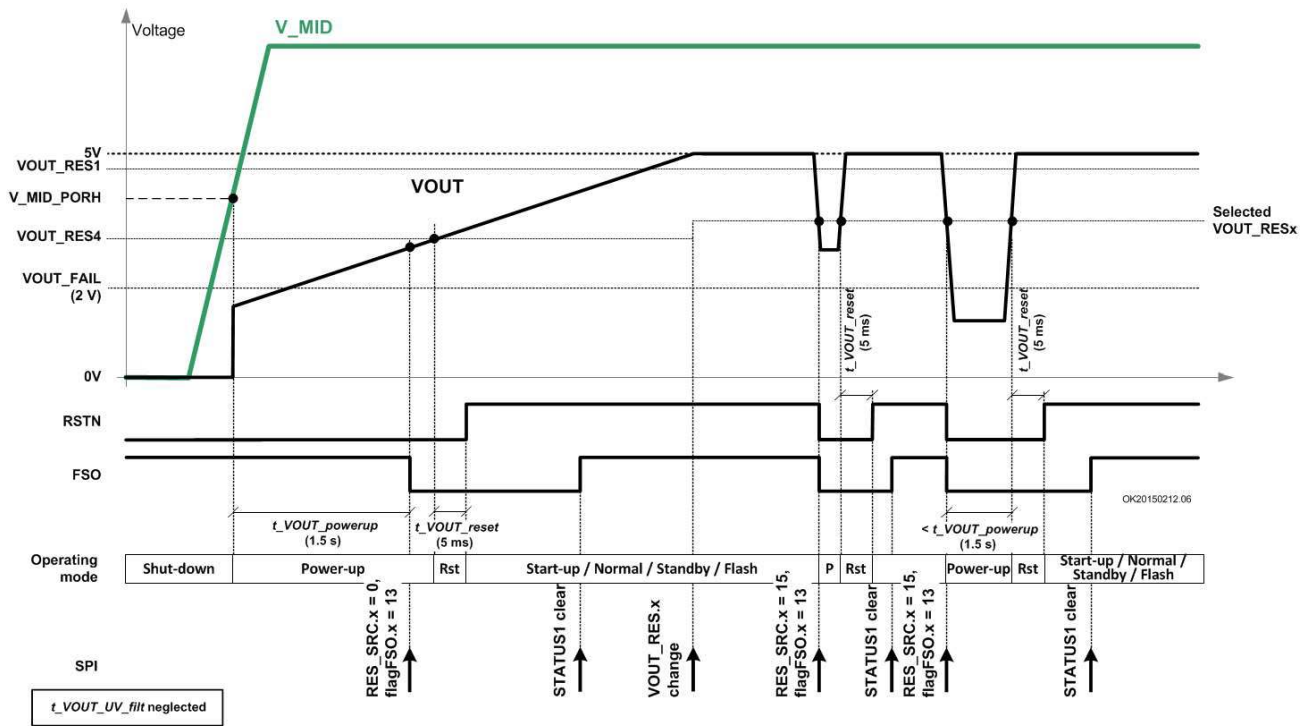 Voltage
V_MID
5V
VOUT_RES1
VOUT
V_MID_PORH
VOUT_RES4
Selected
VOUT_RESx
VOUT_FAIL
(2 V)
t_VOUT_reset
(5 ms)
t_VOUT_reset
(5 ms)
0V
RSTN
FSO
OK20150212.06
t_VOUT_powerup
(1.5 s)
t_VOUT_reset
(5 ms)
< t_VOUT_powerup
(1.5 s)
Operating
mode
Shut-down
Power-up
Rst
Start-up / Normal / Standby / Flash
P
Rst
Power-up
Rst
Start-up / Normal /
Standby / Flash
RES_SRC.x = 0,
flagFSO.x = 13
STATUS1 clear
VOUT_RES.x
change
RES_SRC.x = 15,
flagFSO.x = 13
STATUS1 clear
RES_SRC.x = 15,
flagFSO.x = 13
STATUS1 clear
SPI
t_VOUT_UV_filt neglected